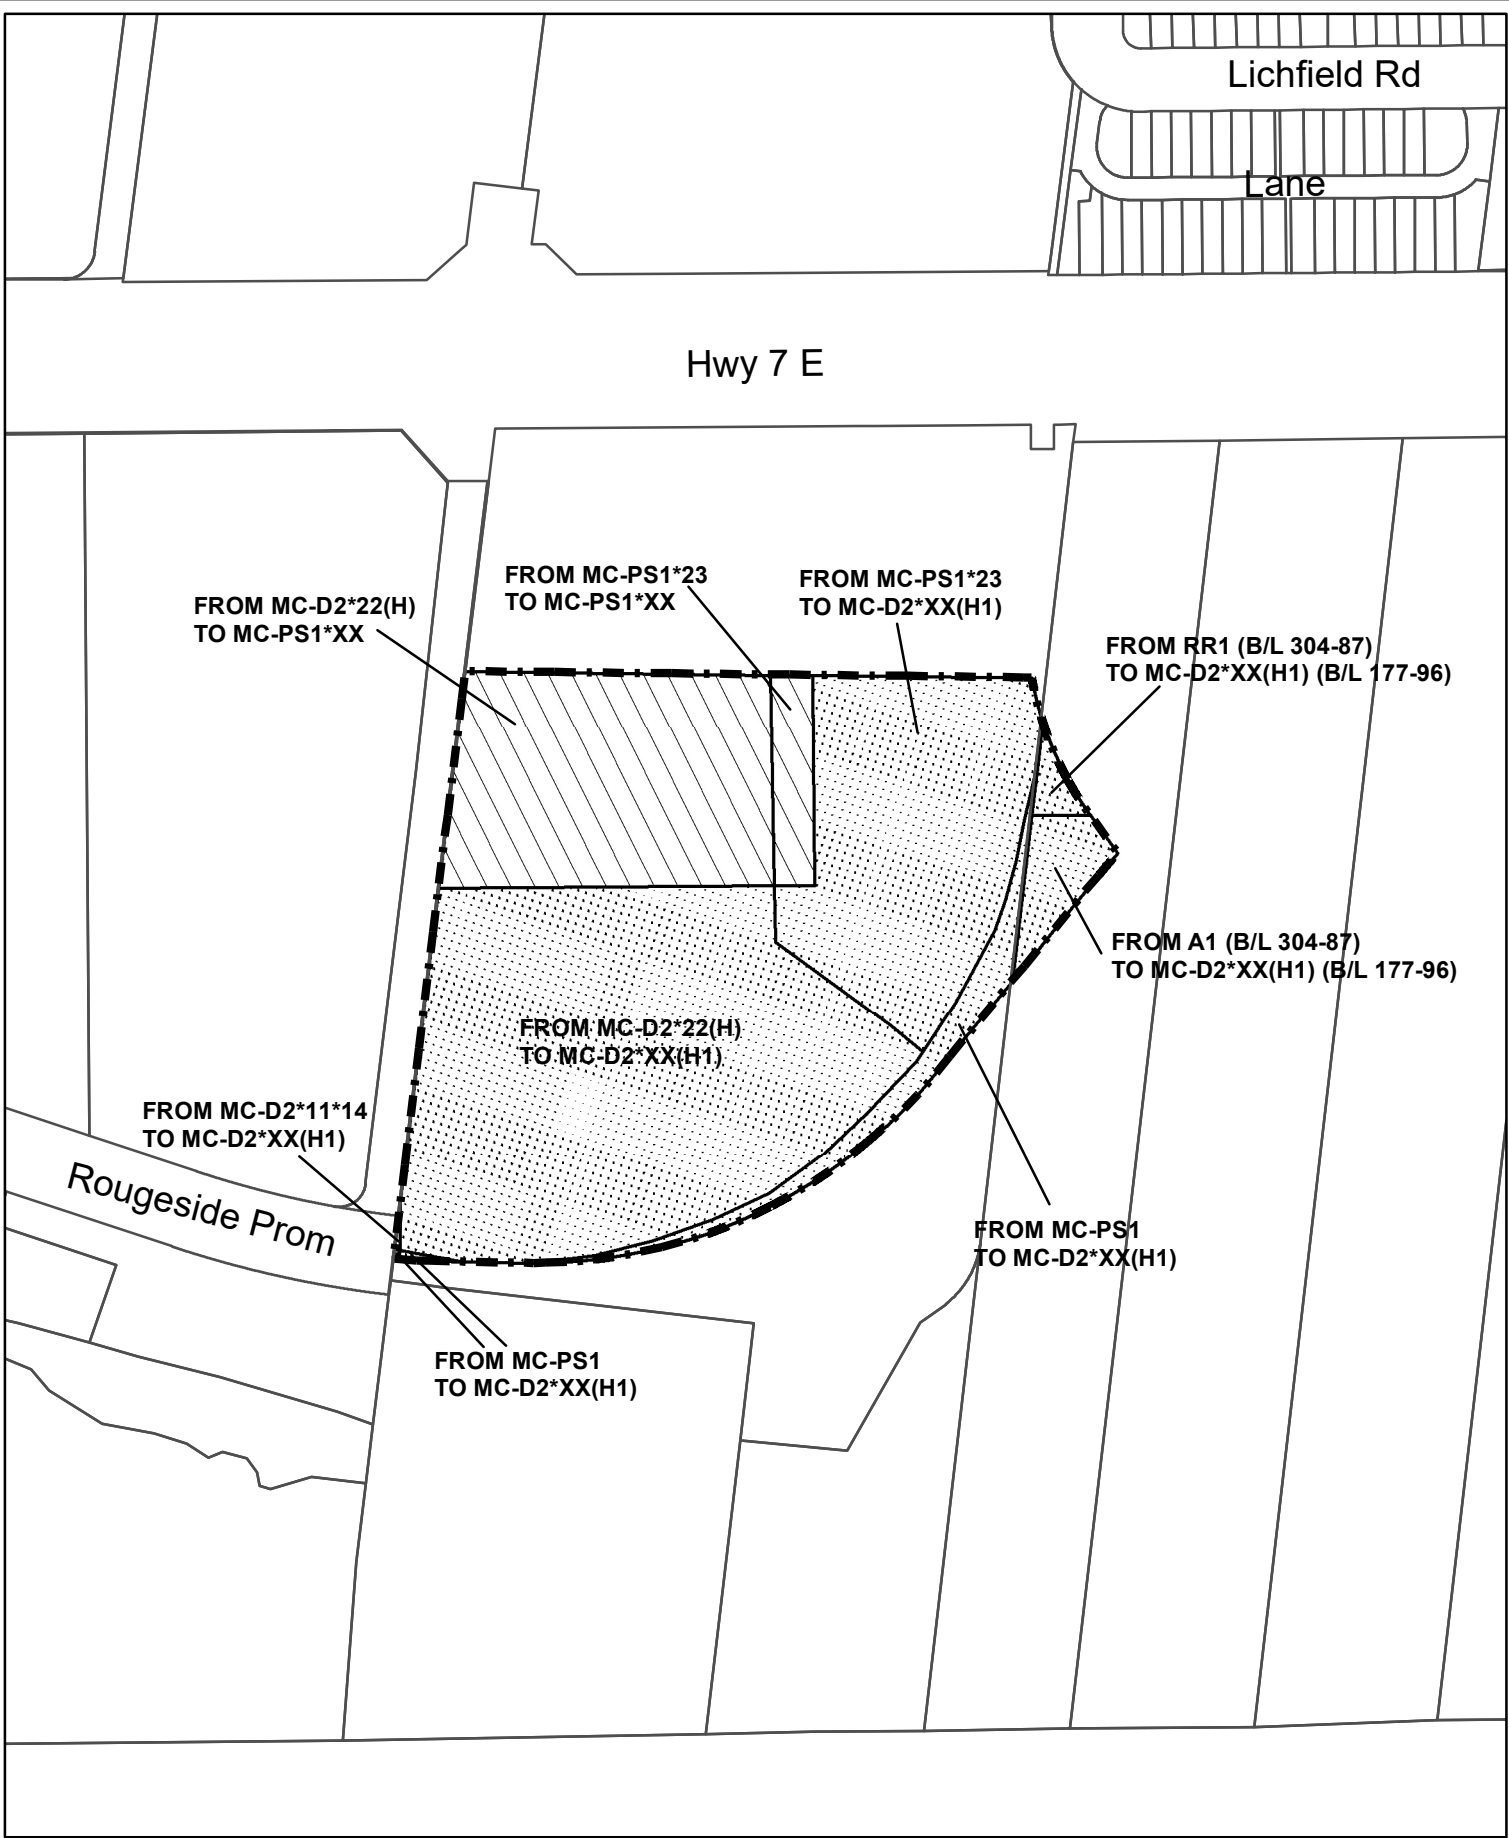 Lichfield Rd
Lane
Hwy 7 E
FROM MC-PS1*23
TO MC-PS1*XX
FROM MC-PS1*23
TO MC-D2*XX(H1)
FROM MC-D2*22(H)
TO MC-PS1*XX
FROM RR1 (B/L 304-87)
TO MC-D2*XX(H1) (B/L 177-96)
FROM A1 (B/L 304-87)
TO MC-D2*XX(H1) (B/L 177-96)
FROM MC-D2*22(H)
TO MC-D2*XX(H1)
FROM MC-D2*11*14
TO MC-D2*XX(H1)
Rougeside Prom
FROM MC-PS1
TO MC-D2*XX(H1)
FROM MC-PS1
TO MC-D2*XX(H1)